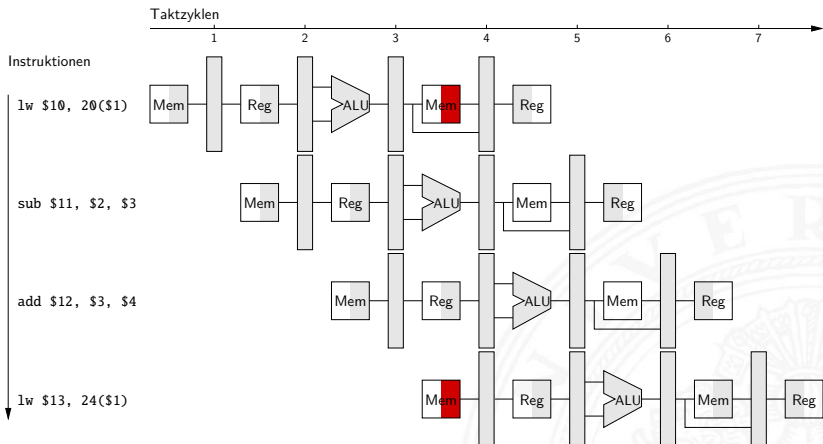 Taktzyklen
1 2 3 4 5 6 7
Instruktionen
lw $10, 20($1) Mem Reg ALU Mem Reg
sub $11, $2, $3 Mem Reg ALU Mem Reg
add $12, $3, $4 Mem Reg ALU Mem Reg
lw $13, 24($1) Mem Reg ALU Mem Reg
V E R